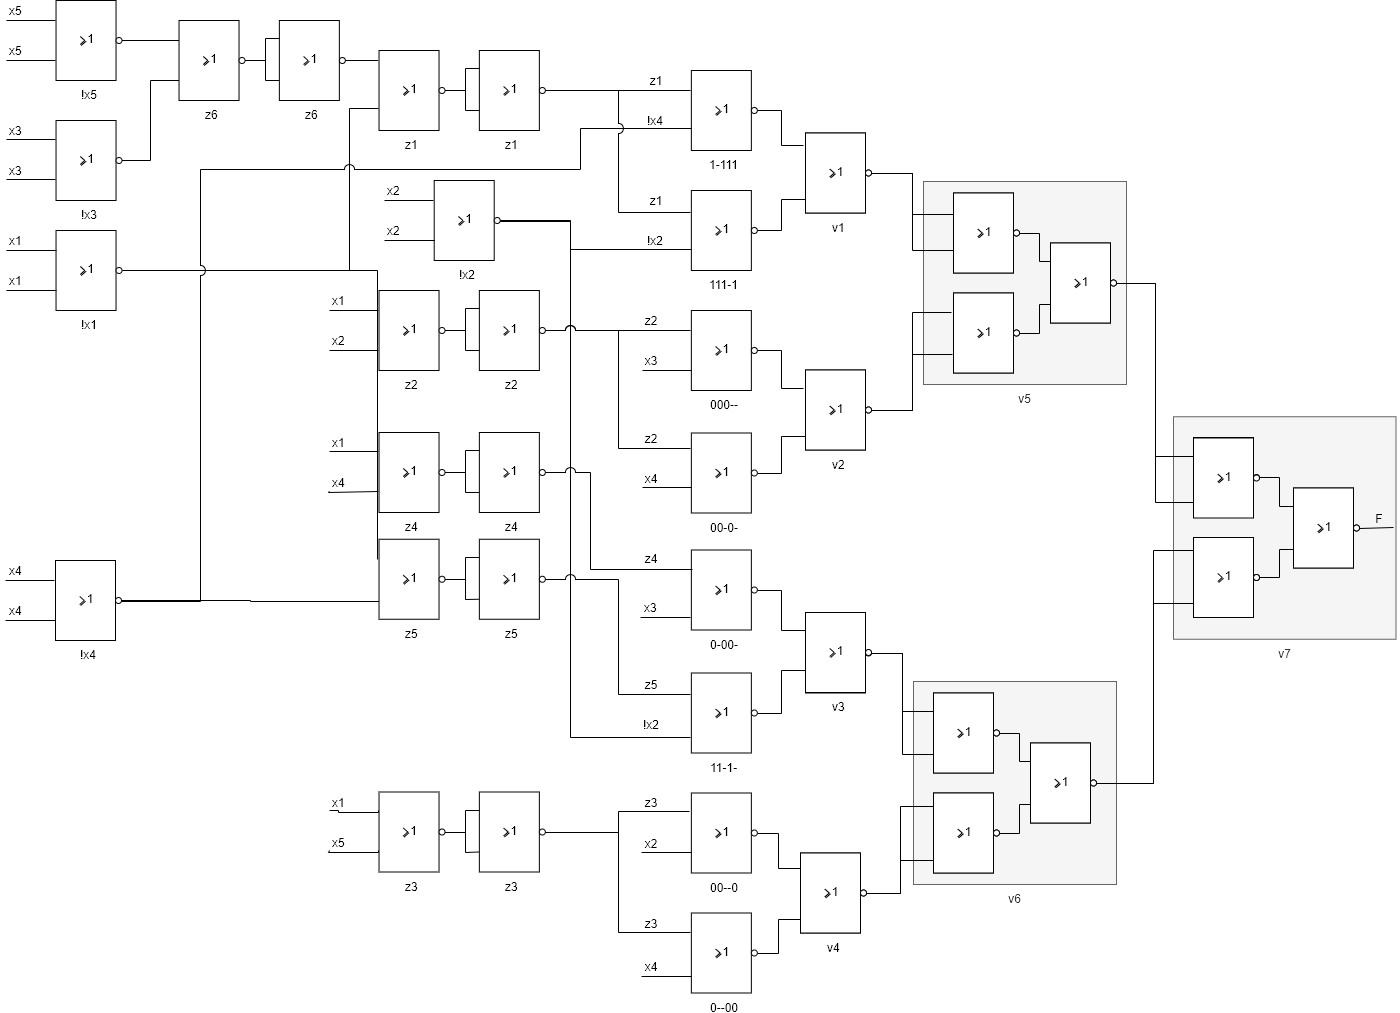 x5
x5
⩾1
!x5
⩾1
z6
⩾1
z6
x3
x3
⩾1
!x3
⩾1
z1
⩾1
z1
x1
x1
⩾1
!x1
x2
x2
⩾1
!x2
z1
!x4
⩾1
1-111
z1
!x2
⩾1
111-1
⩾1
v1
x1
x2
⩾1
z2
⩾1
z2
z2
x3
⩾1
000--
z2
x4
⩾1
00-0-
⩾1
v2
⩾1
⩾1
⩾1
v5
x1
x4
⩾1
z4
⩾1
z4
x4
x4
⩾1
!x4
⩾1
z5
⩾1
z5
z4
x3
⩾1
0-00-
z5
!x2
⩾1
11-1-
⩾1
v3
⩾1
⩾1
⩾1
F
v7
x1
x5
⩾1
z3
⩾1
z3
z3
x2
⩾1
00--0
z3
x4
⩾1
0--00
⩾1
v4
⩾1
⩾1
⩾1
v6